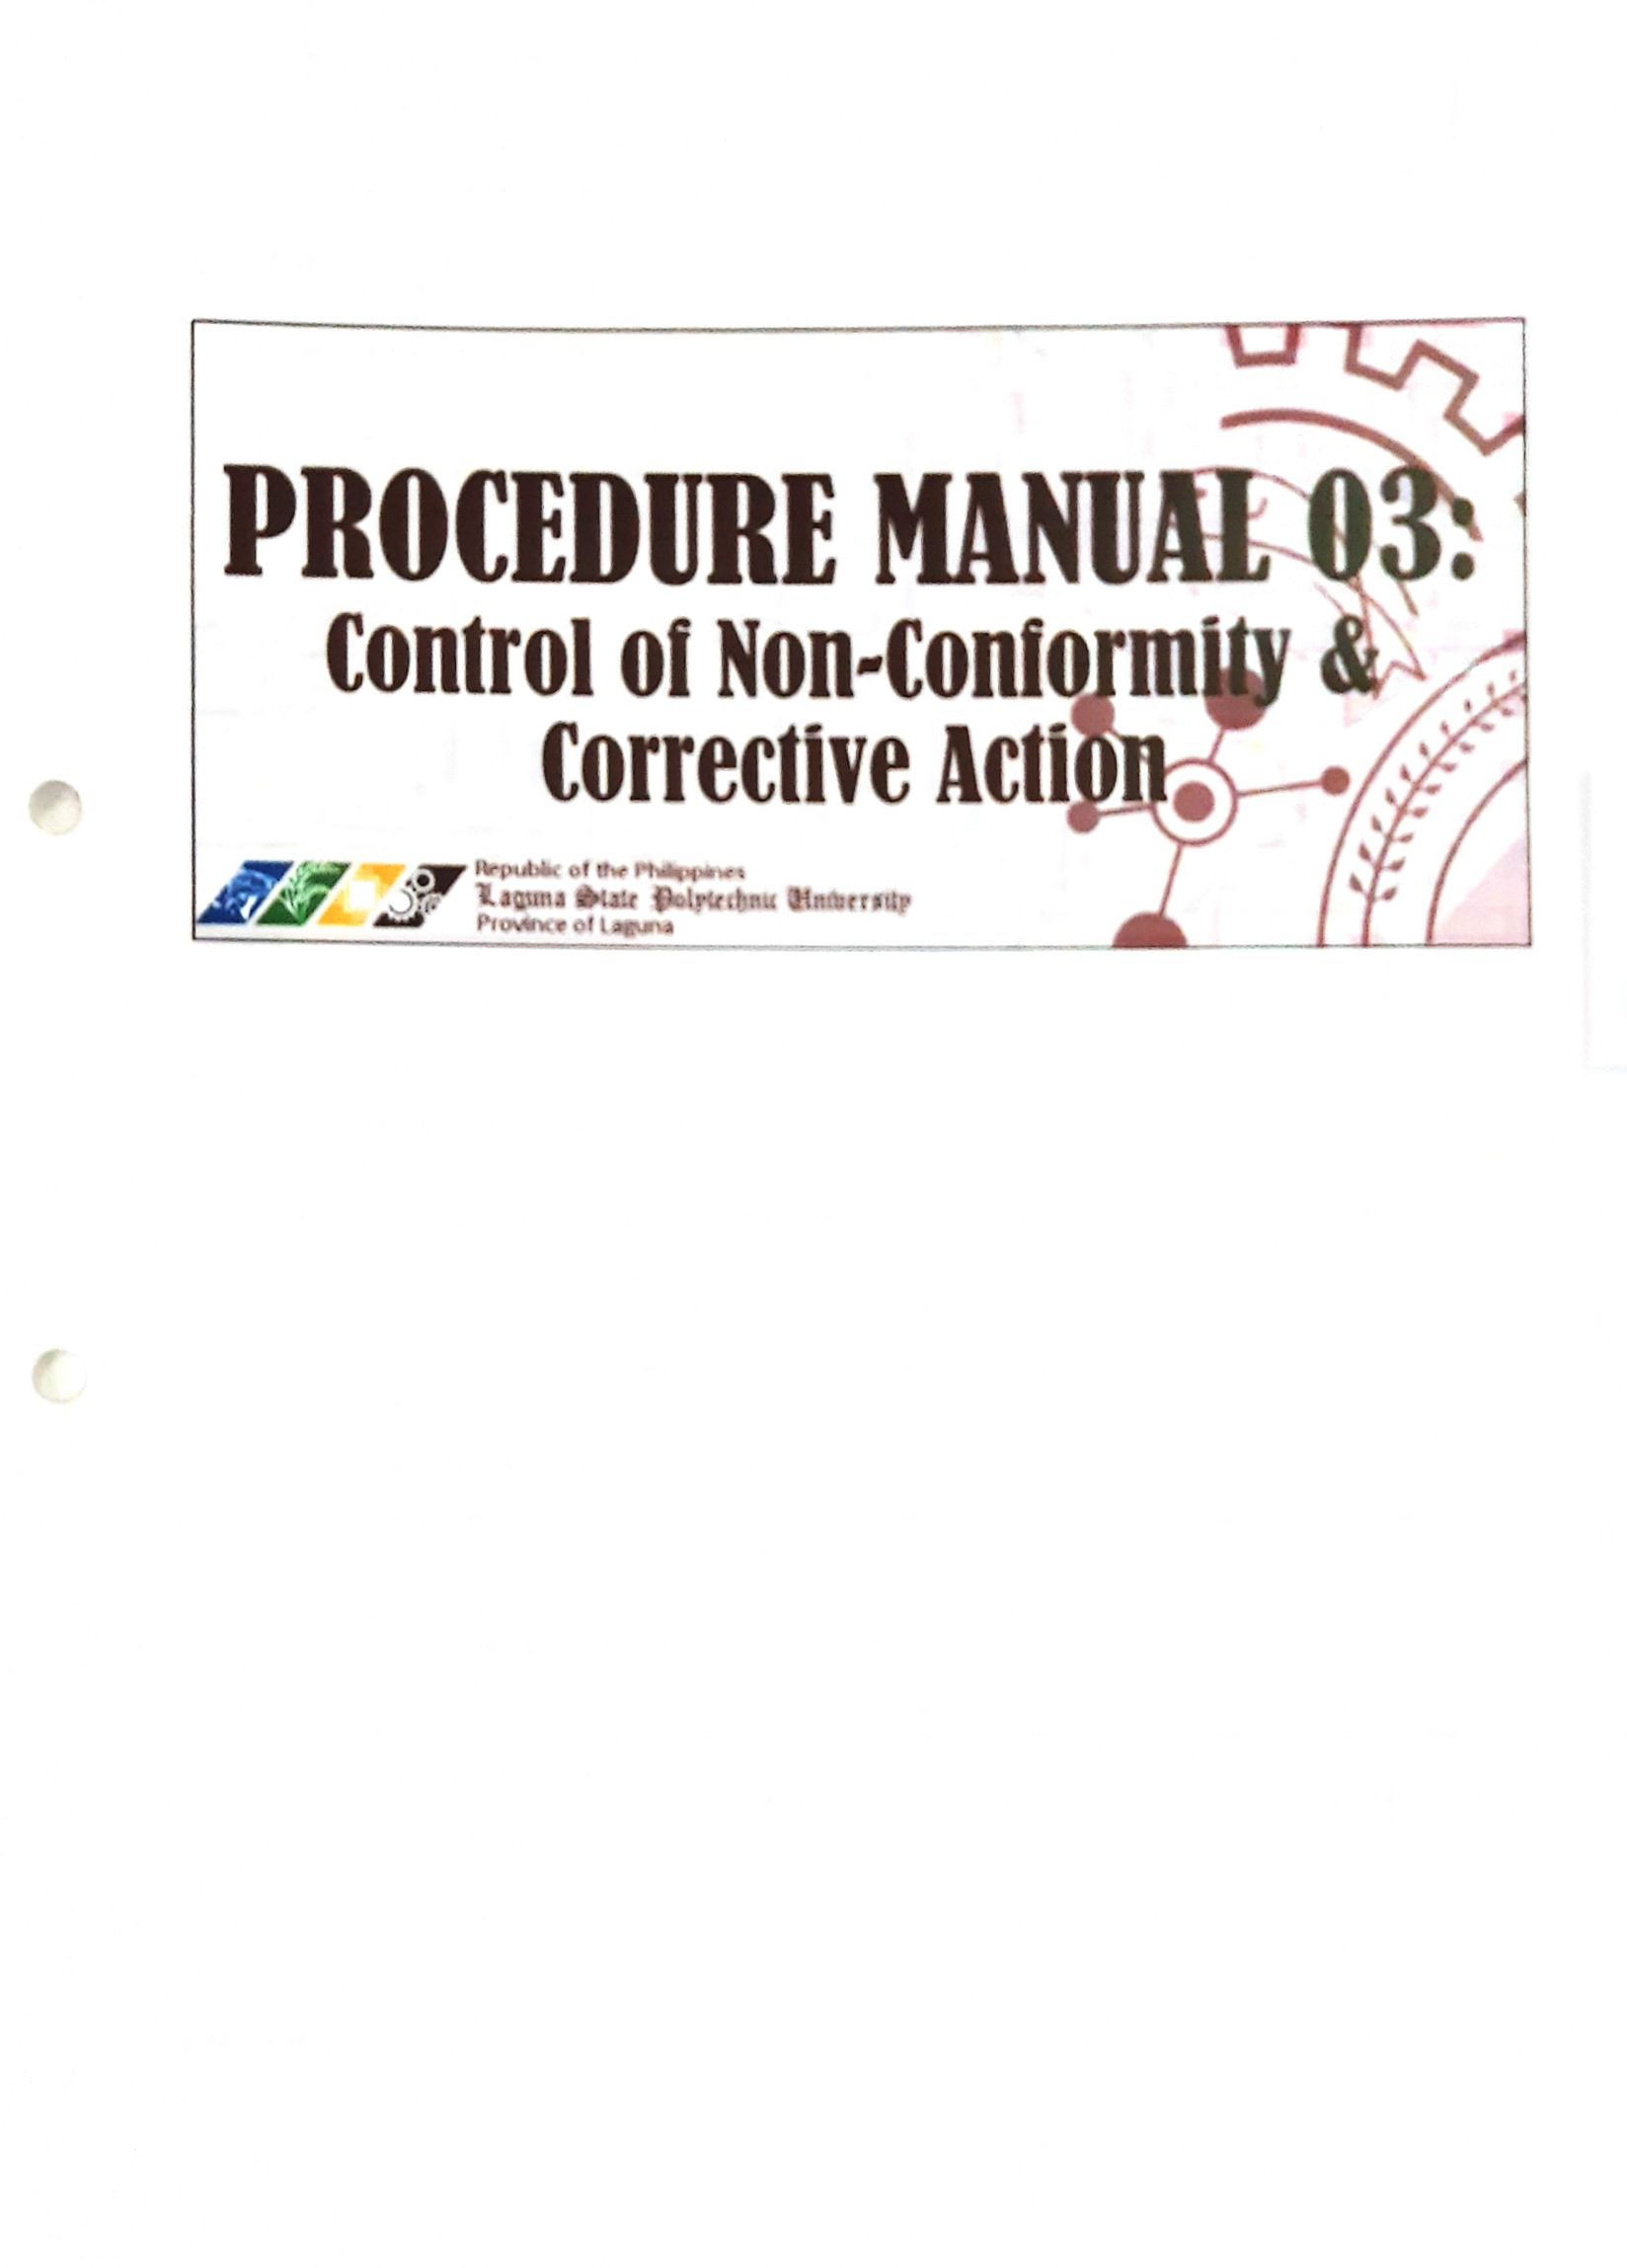 PROCEDURE MANUAL 03:
Control of Non-Conformity &
Corrective Action
Republic of the Philippines
Laguna State Polytechnic University
Province of Laguna